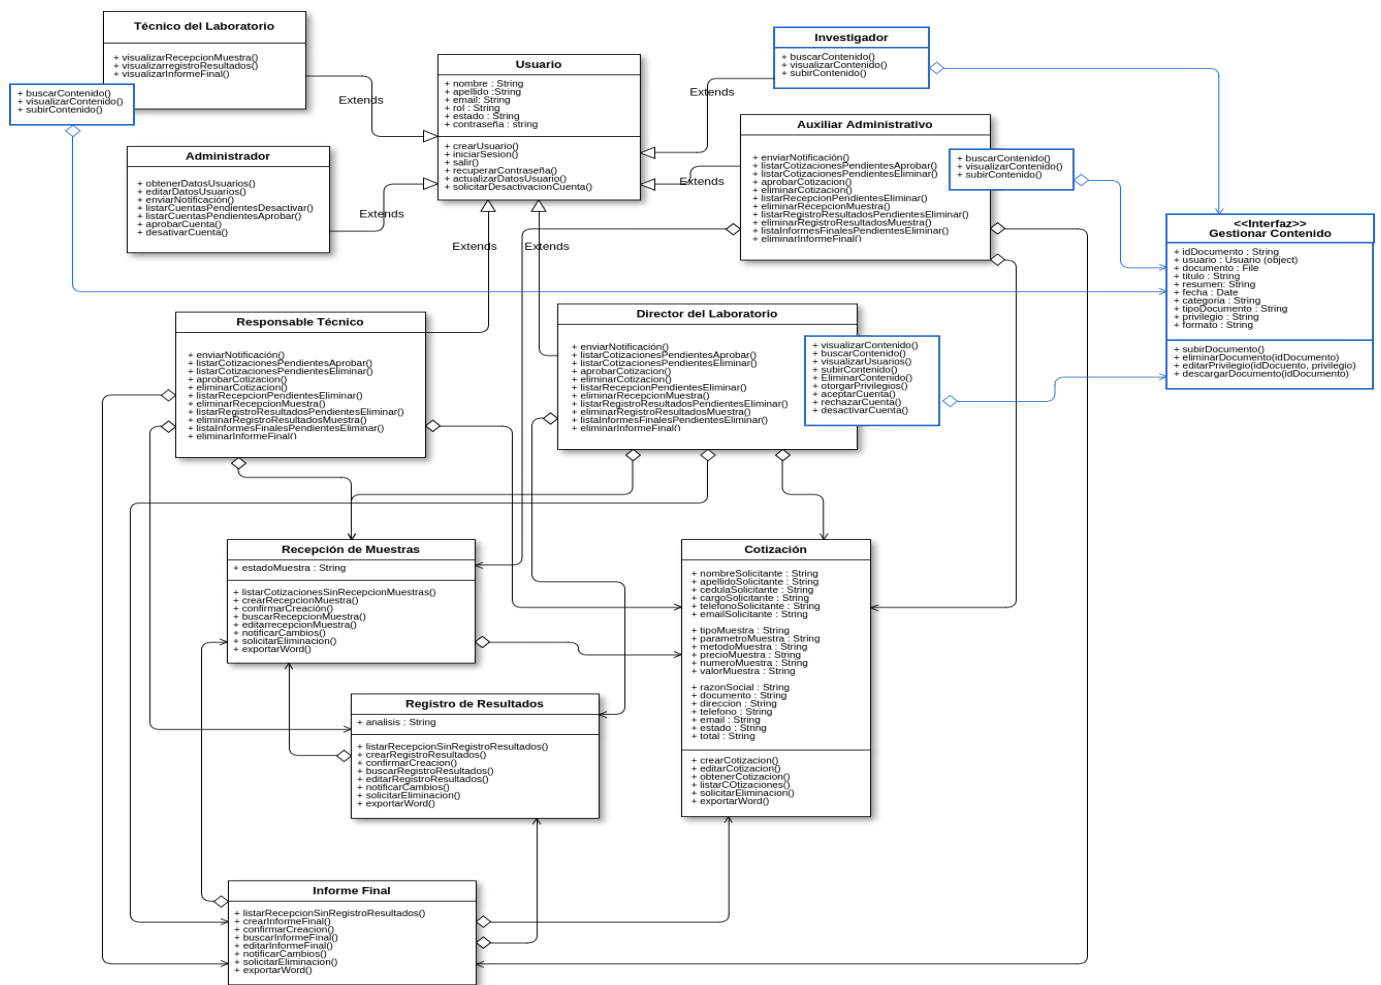 Técnico del Laboratorio
+ visualizarRecepcionMuestra()
+ visualizarregistroResultados()
+ visualizarInformeFinal()
+ buscarContenido()
+ visualizarContenido()
+ subirContenido()
Usuario
+ nombre : String
+ apellido :String
+ email: String
+ rol : String
+ estado : String
+ contraseña : string
+ crearUsuario()
+ iniciarSesion()
+ salir()
+ recuperarContraseña()
+ actualizarDatosUsuario()
+ solicitarDesactivacionCuenta()
Investigador
+ buscarContenido()
+ visualizarContenido()
+ subirContenido()
Extends
Extends
Auxiliar Administrativo
+ enviarNotificación()
+ listarCotizacionesPendientesAprobar()
+ listarCotizacionesPendientesEliminar()
+ aprobarCotizacion()
+ eliminarCotizacion()
+ listarRecepcionPendientesEliminar()
+ eliminarRecepcionMuestra()
+ listarRegistroResultadosPendientesEliminar()
+ eliminarRegistroResultadosMuestra()
+ listaInformesFinalesPendientesEliminar()
+ eliminarInformeFinal()
+ buscarContenido()
+ visualizarContenido()
+ subirContenido()
Extends
Administrador
+ obtenerDatosUsuarios()
+ editarDatosUsuarios()
+ enviarNotificación()
+ listarCuentasPendientesDesactivar()
+ listarCuentasPendientesAprobar()
+ aprobarCuenta()
+ desativarCuenta()
Extends
Extends
Extends
<<Interfaz>>
Gestionar Contenido
+ idDocumento : String
+ usuario : Usuario (object)
+ documento : File
+ titulo : String
+ resumen: String
+ fecha : Date
+ categoria : String
+ tipoDocumento : String
+ privilegio : String
+ formato : String
+ subirDocumento()
+ eliminarDocumento(idDocumento)
+ editarPrivilegio(idDocuento, privilegio)
+ descargarDocumento(idDocumento)
Responsable Técnico
+ enviarNotificación()
+ listarCotizacionesPendientesAprobar()
+ listarCotizacionesPendientesEliminar()
+ aprobarCotizacion()
+ eliminarCotizacion()
+ listarRecepcionPendientesEliminar()
+ eliminarRecepcionMuestra()
+ listarRegistroResultadosPendientesEliminar()
+ eliminarRegistroResultadosMuestra()
+ listaInformesFinalesPendientesEliminar()
+ eliminarInformeFinal()
Director del Laboratorio
+ enviarNotificación()
+ listarCotizacionesPendientesAprobar()
+ listarCotizacionesPendientesEliminar()
+ aprobarCotizacion()
+ eliminarCotizacion()
+ listarRecepcionPendientesEliminar()
+ eliminarRecepcionMuestra()
+ listarRegistroResultadosPendientesEliminar()
+ eliminarRegistroResultadosMuestra()
+ listaInformesFinalesPendientesEliminar()
+ eliminarInformeFinal()
+ visualizarContenido()
+ buscarContenido()
+ visualizarUsuarios()
+ subirContenido()
+ EliminarContenido()
+ otorgarPrivilegios()
+ aceptarCuenta()
+ rechazarCuenta()
+ desactivarCuenta()
Recepción de Muestras
+ estadoMuestra : String
+ listarCotizacionesSinRecepcionMuestras()
+ crearRecepcionMuestra()
+ confirmarCreación()
+ buscarRecepcionMuestra()
+ editarrecepcionMuestra()
+ notificarCambios()
+ solicitarEliminacion()
+ exportarWord()
Cotización
+ nombreSolicitante : String
+ apellidoSolicitante : String
+ cedulaSolicitante : String
+ cargoSolicitante : String
+ telefonoSolicitante : String
+ emailSolicitante : String
+ tipoMuestra : String
+ parametroMuestra : String
+ metodoMuestra : String
+ precioMuestra : String
+ numeroMuestra : String
+ valorMuestra : String
+ razonSocial : String
+ documento : String
+ direccion : String
+ telefono : String
+ email : String
+ estado : String
+ total : String
+ crearCotizacion()
+ editarCotizacion()
+ obtenerCotizacion()
+ listarCOtizaciones()
+ solicitarEliminacion()
+ exportarWord()
Registro de Resultados
+ analisis : String
+ listarRecepcionSinRegistroResultados()
+ crearRegistroResultados()
+ confirmarCreacion()
+ buscarRegistroResultados()
+ editarRegistroResultados()
+ notificarCambios()
+ solicitarEliminacion()
+ exportarWord()
Informe Final
+ listarRecepcionSinRegistroResultados()
+ crearInformeFinal()
+ confirmarCreacion()
+ buscarInformeFinal()
+ editarInformeFinal()
+ notificarCambios()
+ solicitarEliminacion()
+ exportarWord()